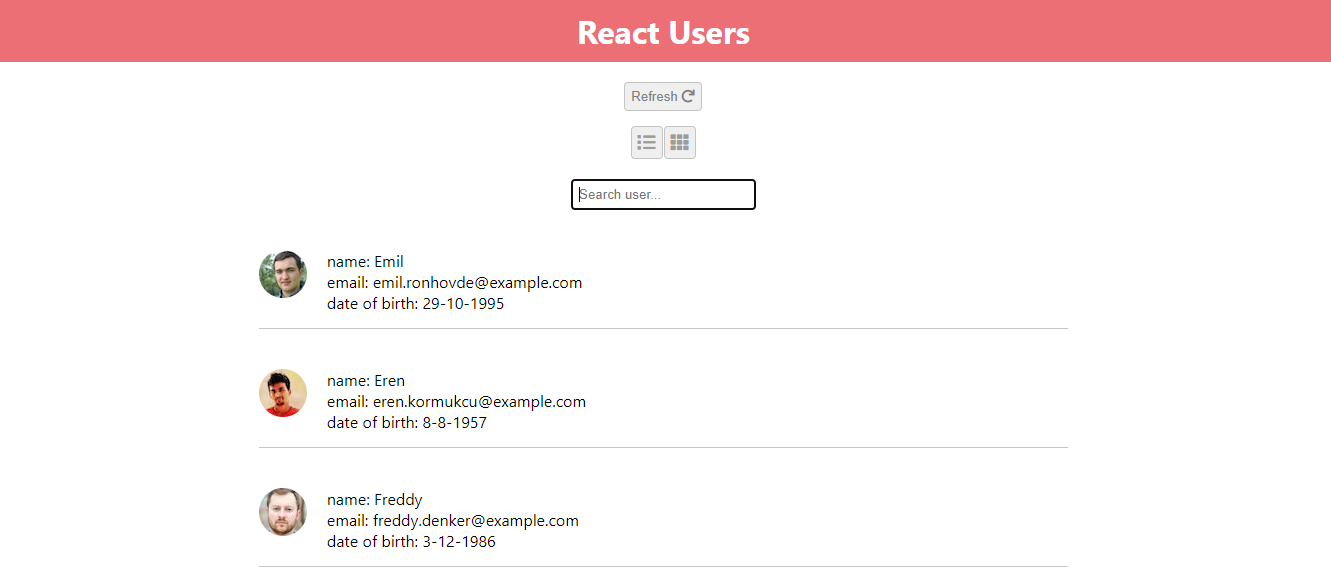 React Users
Refresh
Search user...
name: Emil
email: emil.ronhovde@example.com
date of birth: 29-10-1995
name: Eren
email: eren.kormukcu@example.com
date of birth: 8-8-1957
name: Freddy
email: freddy.denker@example.com
date of birth: 3-12-1986